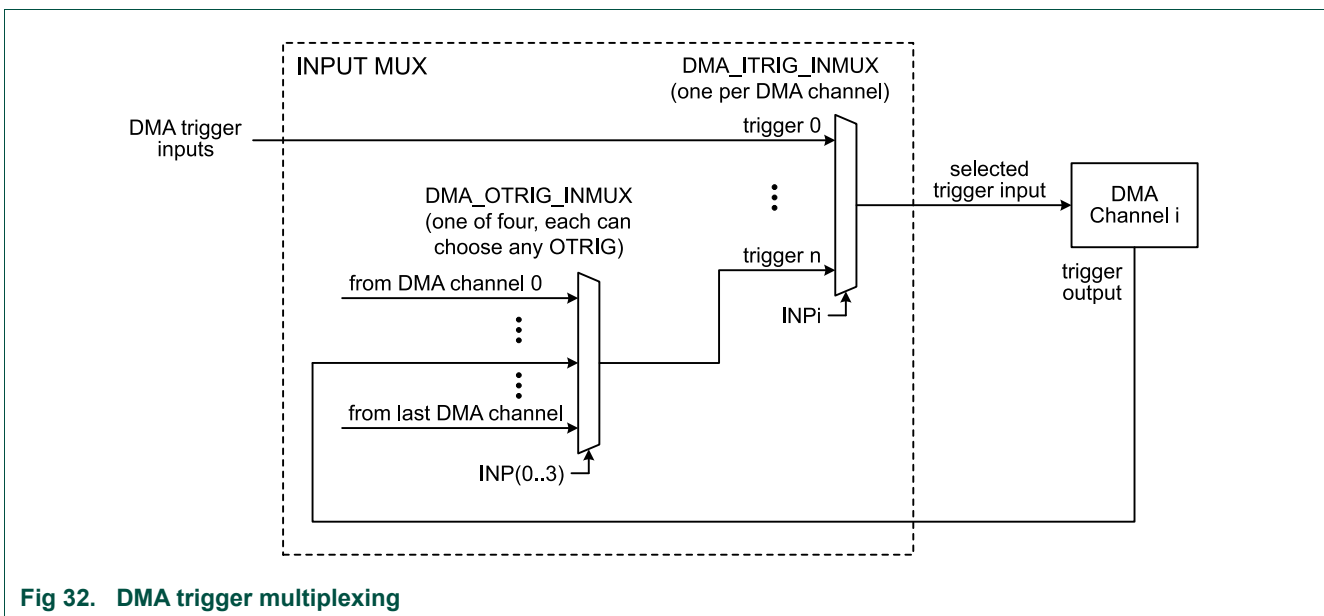 INPUT MUX
DMA_ITRIG_INMUX
(one per DMA channel)
DMA trigger
inputs
trigger 0
DMA_OTRIG_INMUX
(one of four, each can
choose any OTRIG)
selected
trigger input
DMA
Channel i
trigger n
trigger
output
from DMA channel 0
INPi
from last DMA channel
INP(0..3)
Fig 32. DMA trigger multiplexing